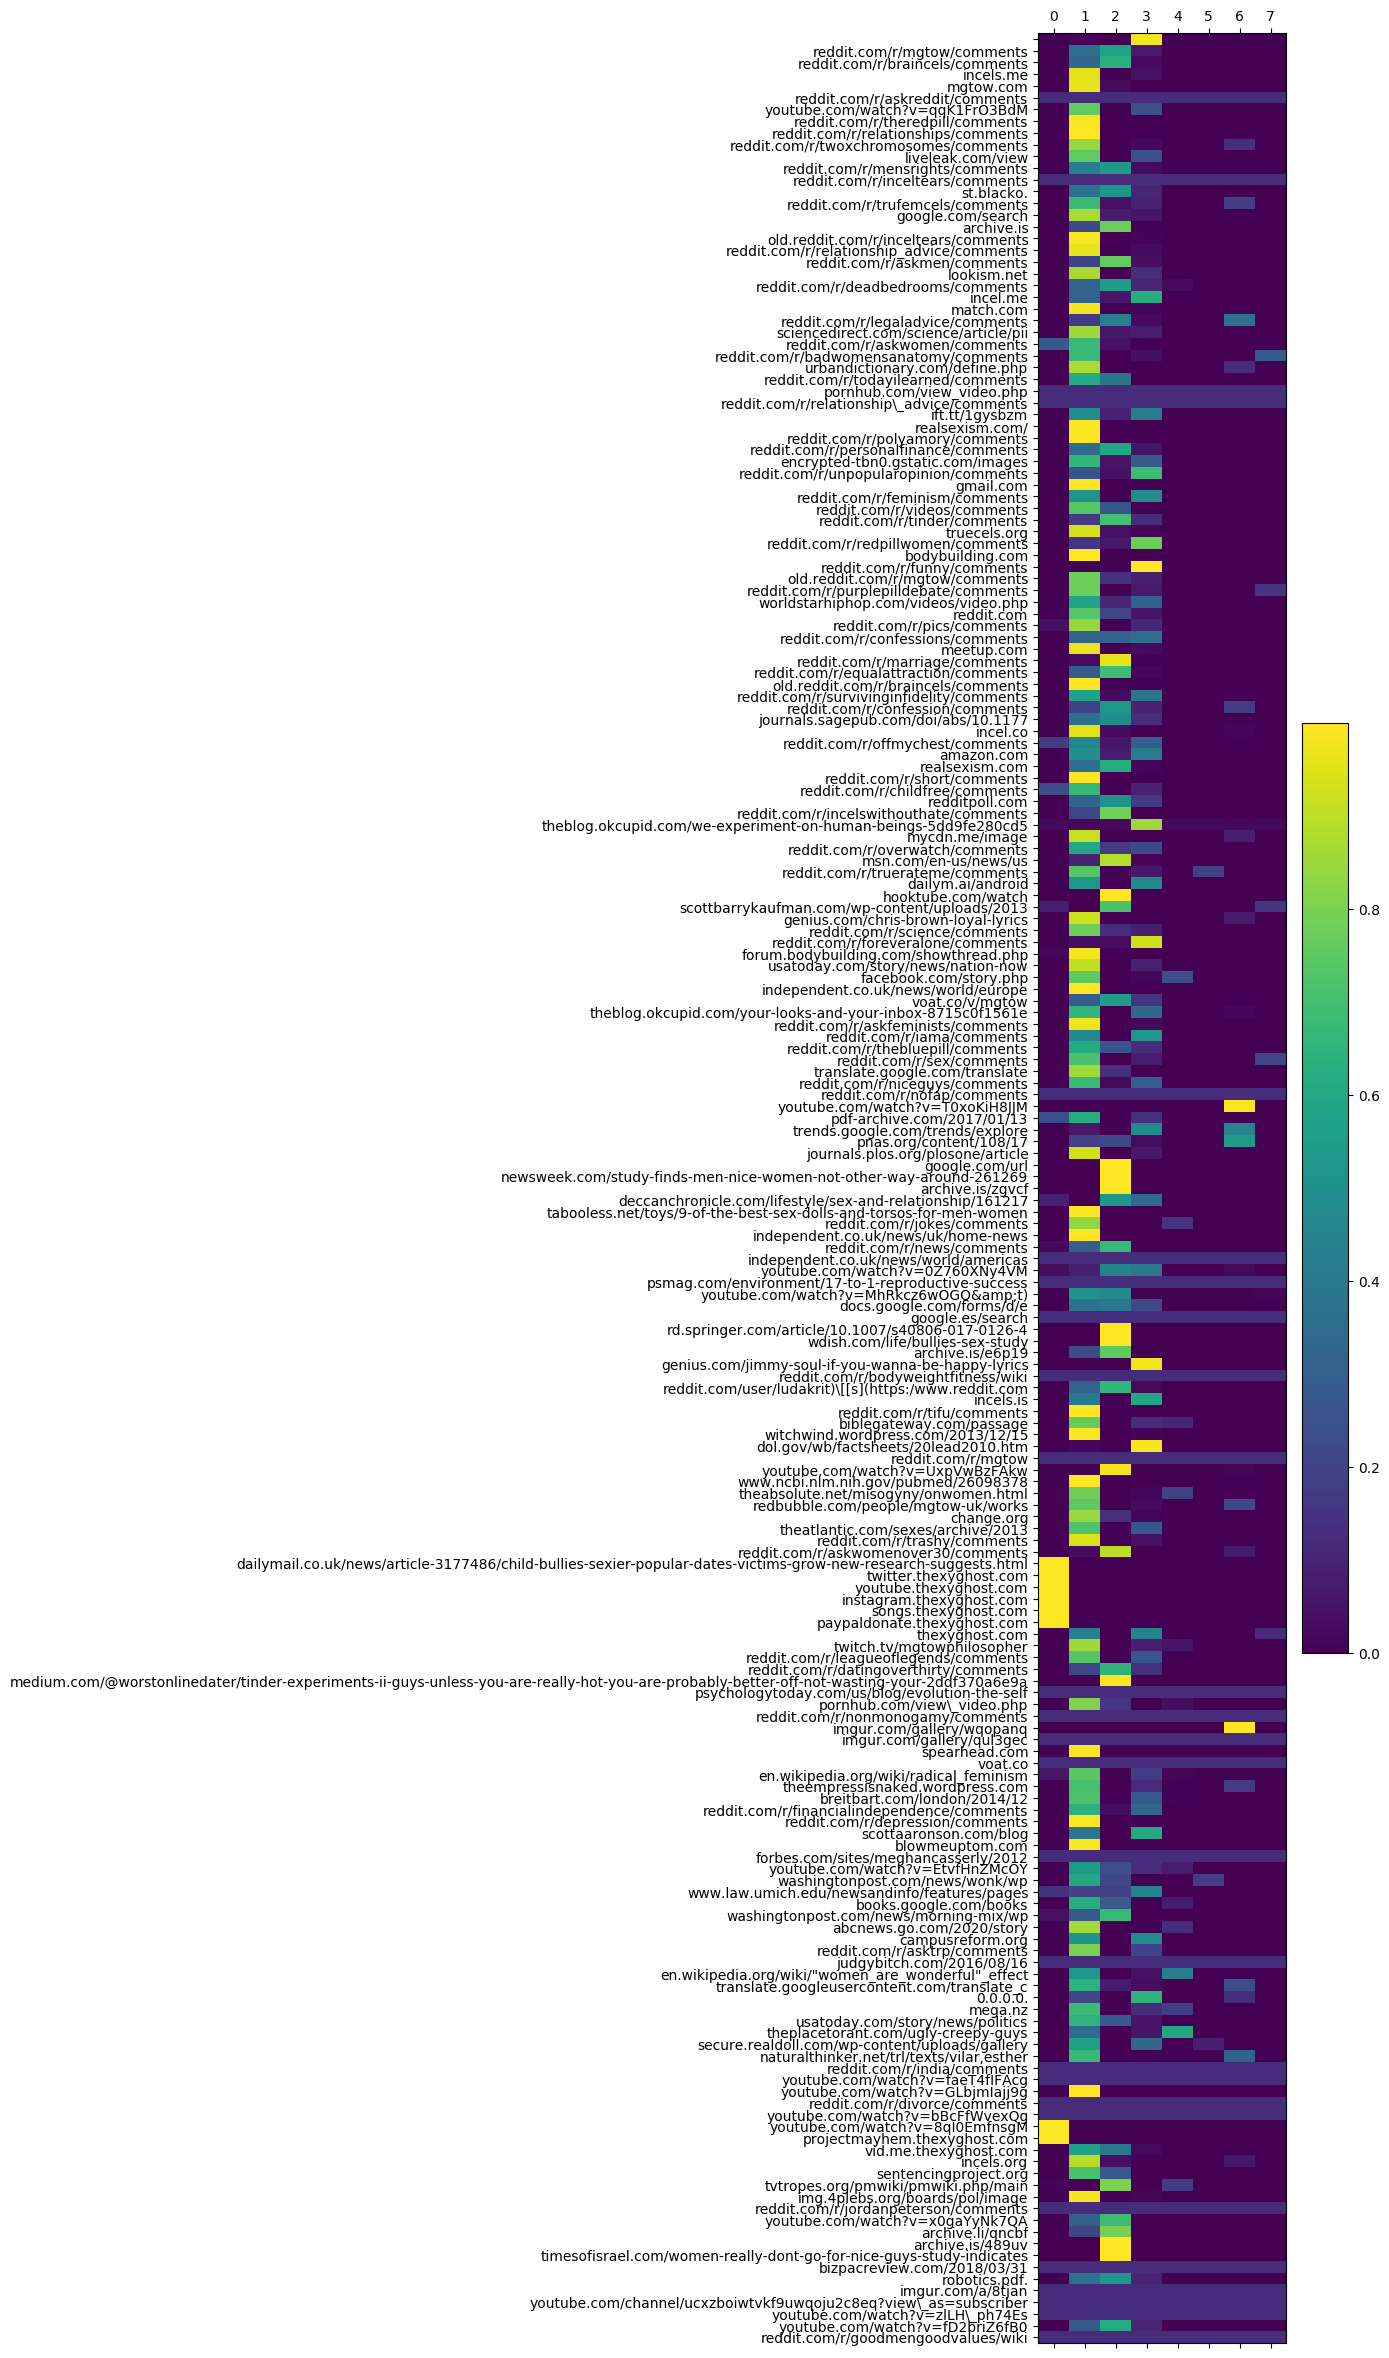 0 1 2 3 4 5 6 7
reddit.com/r/mgtow/comments
reddit.com/r/braincels/comments
incels.me
mgtow.com
reddit.com/r/askreddit/comments
youtube.com/watch?v=qqK1FrO3BdM
reddit.com/r/theredpill/comments
reddit.com/r/relationships/comments
reddit.com/r/twoxchromosomes/comments
liveleak.com/view
reddit.com/r/mensrights/comments
reddit.com/r/inceltears/comments
st.blacko.
reddit.com/r/trufemcels/comments
google.com/search
archive.is
old.reddit.com/r/inceltears/comments
reddit.com/r/relationship_advice/comments
reddit.com/r/askmen/comments
lookism.net
reddit.com/r/deadbedrooms/comments
incel.me
match.com
reddit.com/r/legaladvice/comments
sciencedirect.com/science/article/pii
reddit.com/r/askwomen/comments
reddit.com/r/badwomensanatomy/comments
urbandictionary.com/define.php
reddit.com/r/todayilearned/comments
pornhub.com/view_video.php
reddit.com/r/relationship\_advice/comments
ift.tt/1gysbzm
realsexism.com/
reddit.com/r/polyamory/comments
reddit.com/r/personalfinance/comments
encrypted-tbn0.gstatic.com/images
reddit.com/r/unpopularopinion/comments
gmail.com
reddit.com/r/feminism/comments
reddit.com/r/videos/comments
reddit.com/r/tinder/comments
truecels.org
reddit.com/r/redpillwomen/comments
bodybuilding.com
reddit.com/r/funny/comments
old.reddit.com/r/mgtow/comments
reddit.com/r/purplepilldebate/comments
worldstarhiphop.com/videos/video.php
reddit.com
reddit.com/r/pics/comments
reddit.com/r/confessions/comments
meetup.com
reddit.com/r/marriage/comments
reddit.com/r/equalattraction/comments
old.reddit.com/r/braincels/comments
reddit.com/r/survivinginfidelity/comments
reddit.com/r/confession/comments
journals.sagepub.com/doi/abs/10.1177
incel.co
reddit.com/r/offmychest/comments
amazon.com
realsexism.com
reddit.com/r/short/comments
reddit.com/r/childfree/comments
redditpoll.com
reddit.com/r/incelswithouthate/comments
theblog.okcupid.com/we-experiment-on-human-beings-5dd9fe280cd5
mycdn.me/image
reddit.com/r/overwatch/comments
msn.com/en-us/news/us
reddit.com/r/truerateme/comments
dailym.ai/android
hooktube.com/watch
scottbarrykaufman.com/wp-content/uploads/2013
genius.com/chris-brown-loyal-lyrics
reddit.com/r/science/comments
reddit.com/r/foreveralone/comments
forum.bodybuilding.com/showthread.php
usatoday.com/story/news/nation-now
facebook.com/story.php
independent.co.uk/news/world/europe
voat.co/v/mgtow
theblog.okcupid.com/your-looks-and-your-inbox-8715c0f1561e
reddit.com/r/askfeminists/comments
reddit.com/r/iama/comments
reddit.com/r/thebluepill/comments
reddit.com/r/sex/comments
translate.google.com/translate
reddit.com/r/niceguys/comments
reddit.com/r/nofap/comments
youtube.com/watch?v=T0xoKiH8JJM
pdf-archive.com/2017/01/13
trends.google.com/trends/explore
pnas.org/content/108/17
journals.plos.org/plosone/article
google.com/url
newsweek.com/study-finds-men-nice-women-not-other-way-around-261269
archive.is/zgvcf
deccanchronicle.com/lifestyle/sex-and-relationship/161217
tabooless.net/toys/9-of-the-best-sex-dolls-and-torsos-for-men-women
reddit.com/r/jokes/comments
independent.co.uk/news/uk/home-news
reddit.com/r/news/comments
independent.co.uk/news/world/americas
youtube.com/watch?v=0Z760XNy4VM
psmag.com/environment/17-to-1-reproductive-success
youtube.com/watch?v=MhRkcz6wOGQ&amp;t)
docs.google.com/forms/d/e
google.es/search
rd.springer.com/article/10.1007/s40806-017-0126-4
wdish.com/life/bullies-sex-study
archive.is/e6p19
genius.com/jimmy-soul-if-you-wanna-be-happy-lyrics
reddit.com/r/bodyweightfitness/wiki
reddit.com/user/ludakrit)\[[s](https:/www.reddit.com
incels.is
reddit.com/r/tifu/comments
biblegateway.com/passage
witchwind.wordpress.com/2013/12/15
dol.gov/wb/factsheets/20lead2010.htm
reddit.com/r/mgtow
youtube.com/watch?v=UxpVwBzFAkw
www.ncbi.nlm.nih.gov/pubmed/26098378
theabsolute.net/misogyny/onwomen.html
redbubble.com/people/mgtow-uk/works
change.org
theatlantic.com/sexes/archive/2013
reddit.com/r/trashy/comments
reddit.com/r/askwomenover30/comments
dailymail.co.uk/news/article-3177486/child-bullies-sexier-popular-dates-victims-grow-new-research-suggests.html
twitter.thexyghost.com
youtube.thexyghost.com
instagram.thexyghost.com
songs.thexyghost.com
paypaldonate.thexyghost.com
thexyghost.com
twitch.tv/mgtowphilosopher
reddit.com/r/leagueoflegends/comments
reddit.com/r/datingoverthirty/comments
medium.com/@worstonlinedater/tinder-experiments-ii-guys-unless-you-are-really-hot-you-are-probably-better-off-not-wasting-your-2ddf370a6e9a
psychologytoday.com/us/blog/evolution-the-self
pornhub.com/view\_video.php
reddit.com/r/nonmonogamy/comments
imgur.com/gallery/wqopanq
imgur.com/gallery/qul3gec
spearhead.com
voat.co
en.wikipedia.org/wiki/radical_feminism
theempressisnaked.wordpress.com
breitbart.com/london/2014/12
reddit.com/r/financialindependence/comments
reddit.com/r/depression/comments
scottaaronson.com/blog
blowmeuptom.com
forbes.com/sites/meghancasserly/2012
youtube.com/watch?v=EtvfHnZMcOY
washingtonpost.com/news/wonk/wp
www.law.umich.edu/newsandinfo/features/pages
books.google.com/books
washingtonpost.com/news/morning-mix/wp
abcnews.go.com/2020/story
campusreform.org
reddit.com/r/asktrp/comments
judgybitch.com/2016/08/16
en.wikipedia.org/wiki/"women_are_wonderful"_effect
translate.googleusercontent.com/translate_c
0.0.0.0.
mega.nz
usatoday.com/story/news/politics
theplacetorant.com/ugly-creepy-guys
secure.realdoll.com/wp-content/uploads/gallery
naturalthinker.net/trl/texts/vilar,esther
reddit.com/r/india/comments
youtube.com/watch?v=faeT4fIFAcg
youtube.com/watch?v=GLbjmIajj9g
reddit.com/r/divorce/comments
youtube.com/watch?v=bBcFfWvexQg
youtube.com/watch?v=8qI0EmfnsgM
projectmayhem.thexyghost.com
vid.me.thexyghost.com
incels.org
sentencingproject.org
tvtropes.org/pmwiki/pmwiki.php/main
img.4plebs.org/boards/pol/image
reddit.com/r/jordanpeterson/comments
youtube.com/watch?v=x0gaYyNk7QA
archive.li/qncbf
archive.is/489uv
timesofisrael.com/women-really-dont-go-for-nice-guys-study-indicates
bizpacreview.com/2018/03/31
robotics.pdf.
imgur.com/a/8tjan
youtube.com/channel/ucxzboiwtvkf9uwqoju2c8eq?view\_as=subscriber
youtube.com/watch?v=zlLH\_ph74Es
youtube.com/watch?v=fD2briZ6fB0
reddit.com/r/goodmengoodvalues/wiki
0.8
0.6
0.4
0.2
0.0